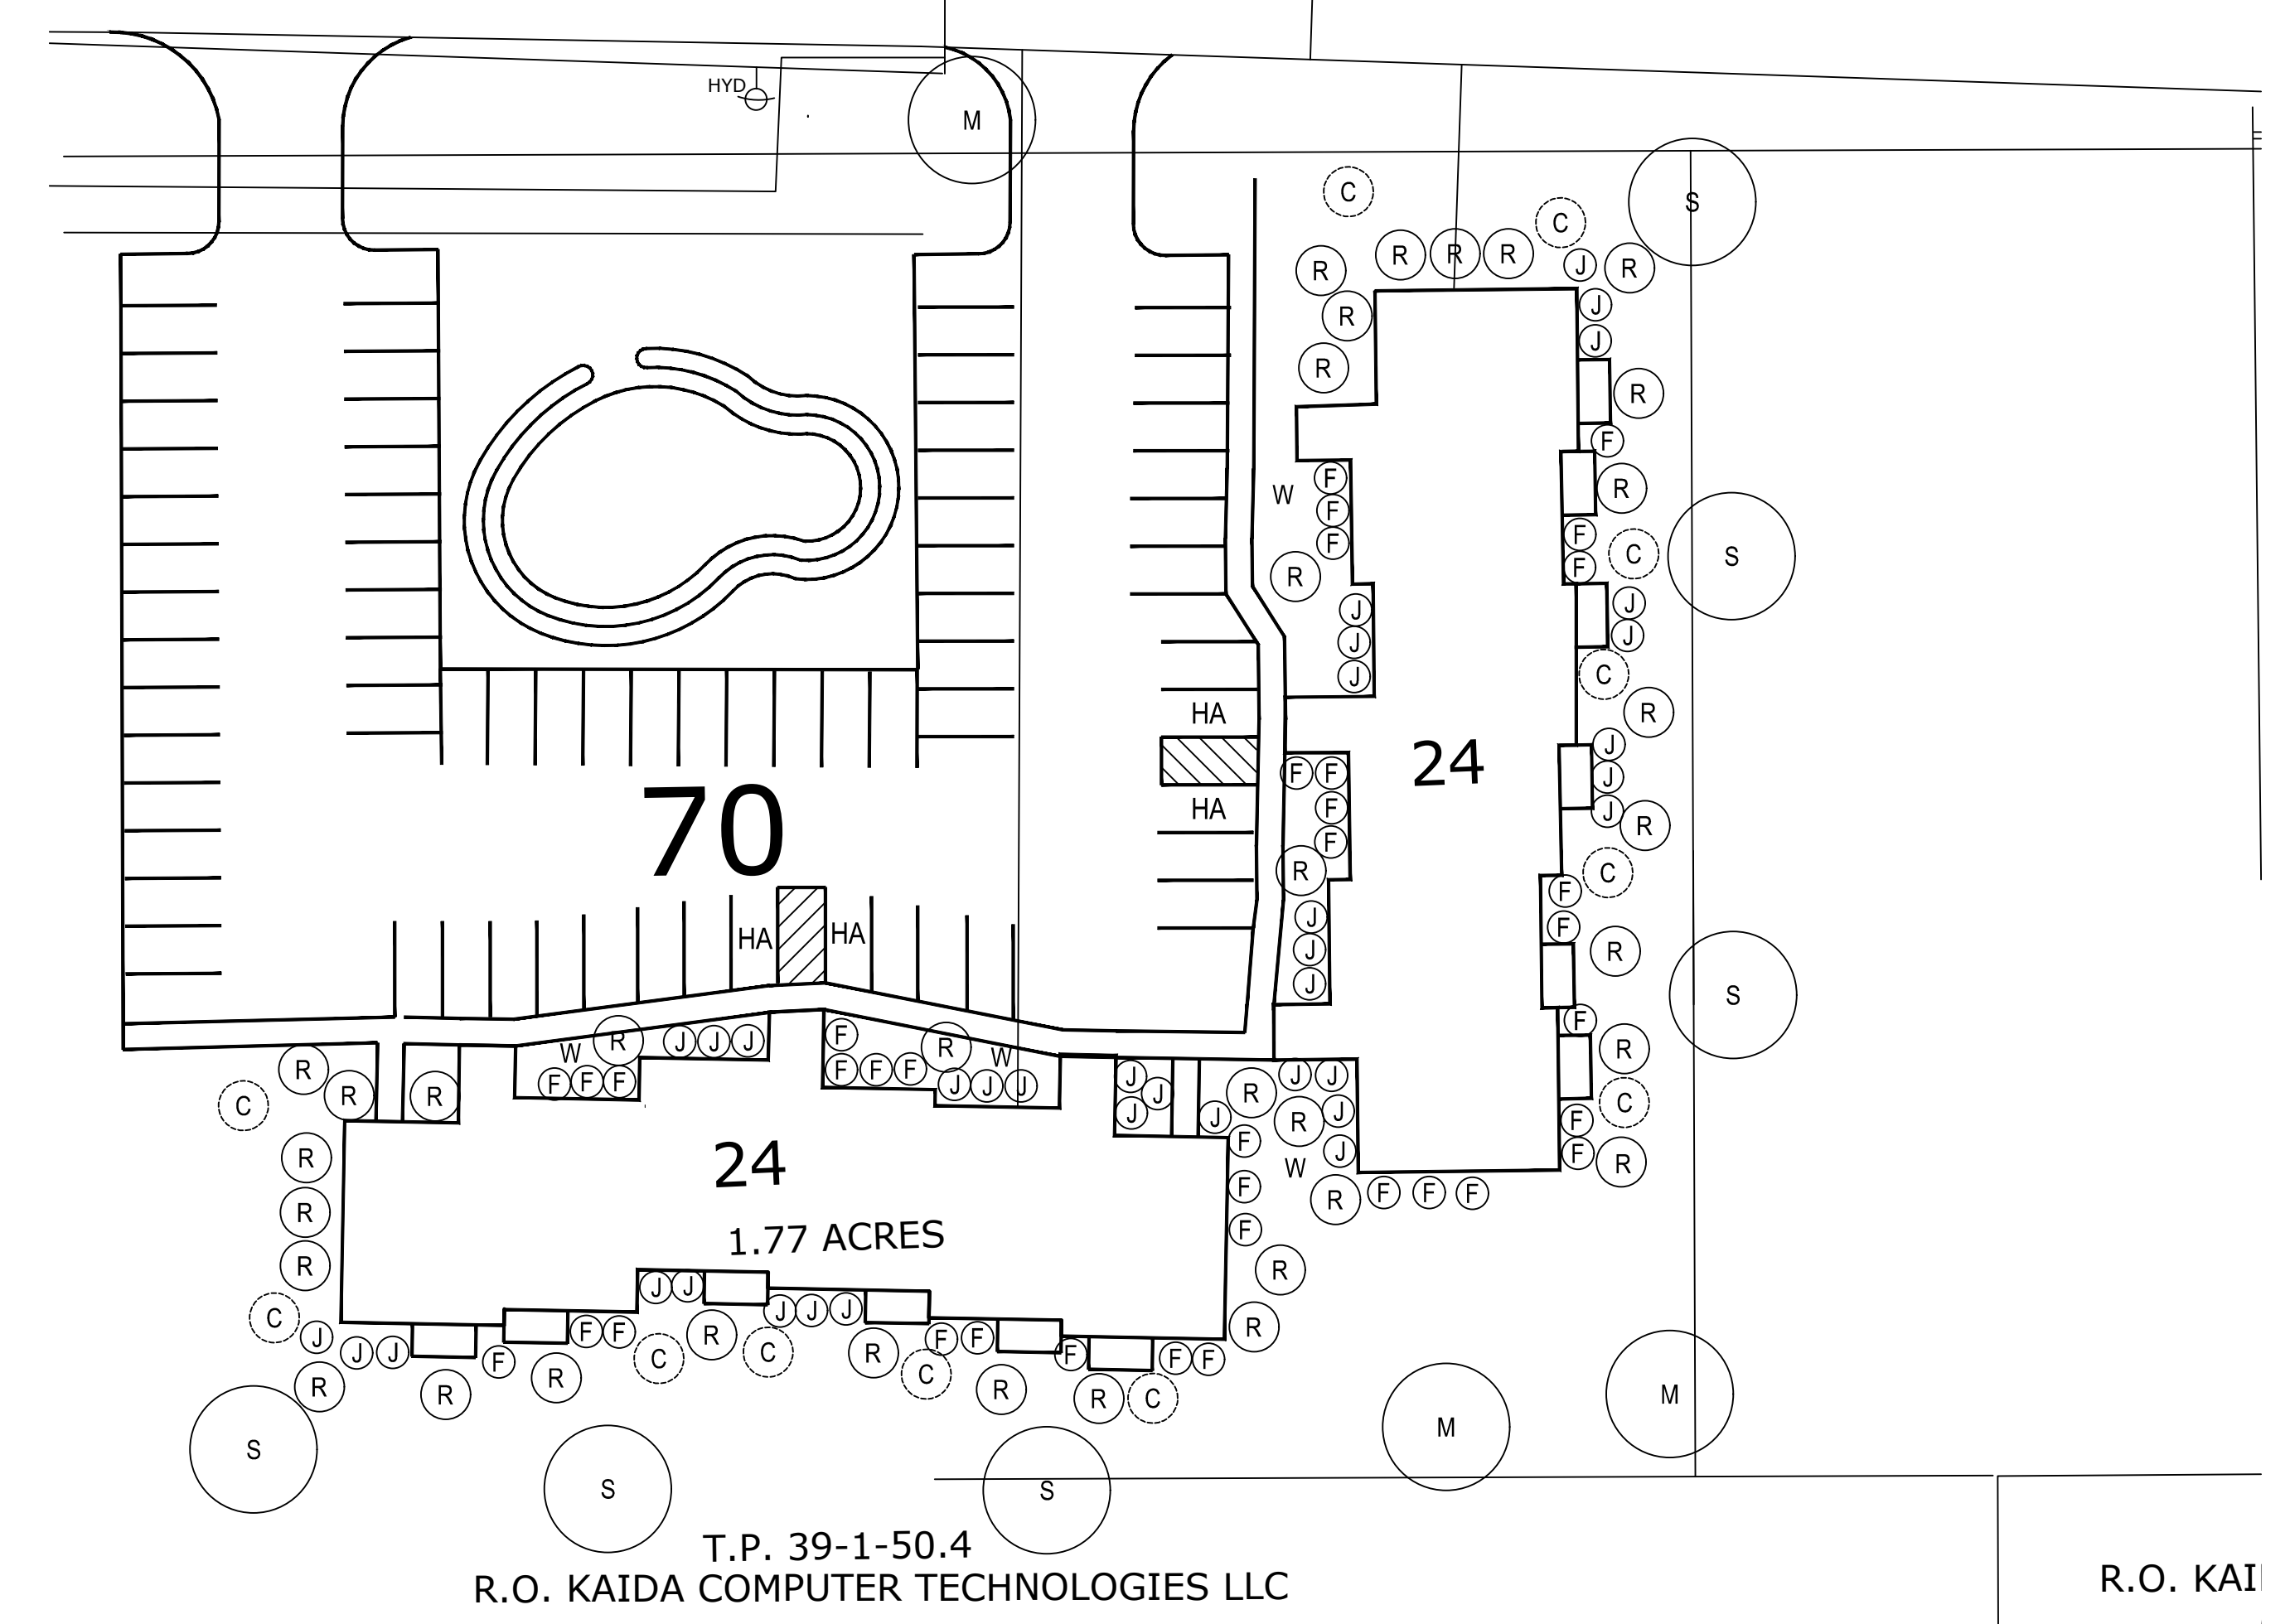 HYD
M
C
S
C
R R R R J R
R J
R J
R
F
W F R
F
F F C S
R F
J J
J J
J C
HA R
24 J
F F J
HA F J R
70 F
R C
F
HA HA J F
J R
J S
F
R J J J F R W R
W F F F F F F R J J J
R J J J
C R R J J R J C
J R J F
F J F
R W R
R F R F F F
24
R F
1.77 ACRES
R R
J J
C J J J J R
J J J F F R C R F F F F F
R R F R C C R
R C R M
S S S M
T.P. 39-1-50.4
R.O. KAIDA COMPUTER TECHNOLOGIES LLC
R.O. KAI